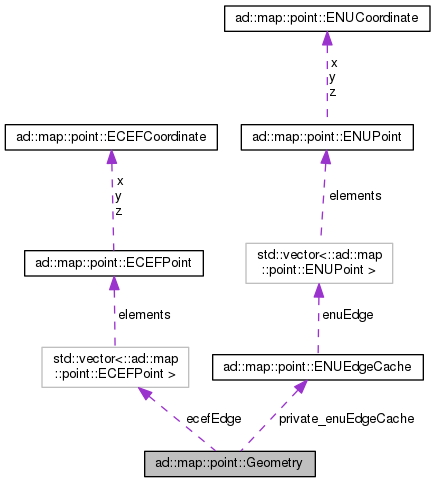 ad::map::point::ENUCoordinate
x
y
z
ad::map::point::ECEFCoordinate
ad::map::point::ENUPoint
x
y
z
elements
ad::map::point::ECEFPoint
std::vector<::ad::map
::point::ENUPoint >
elements
enuEdge
std::vector<::ad::map
::point::ECEFPoint >
ad::map::point::ENUEdgeCache
ecefEdge
private_enuEdgeCache
ad::map::point::Geometry